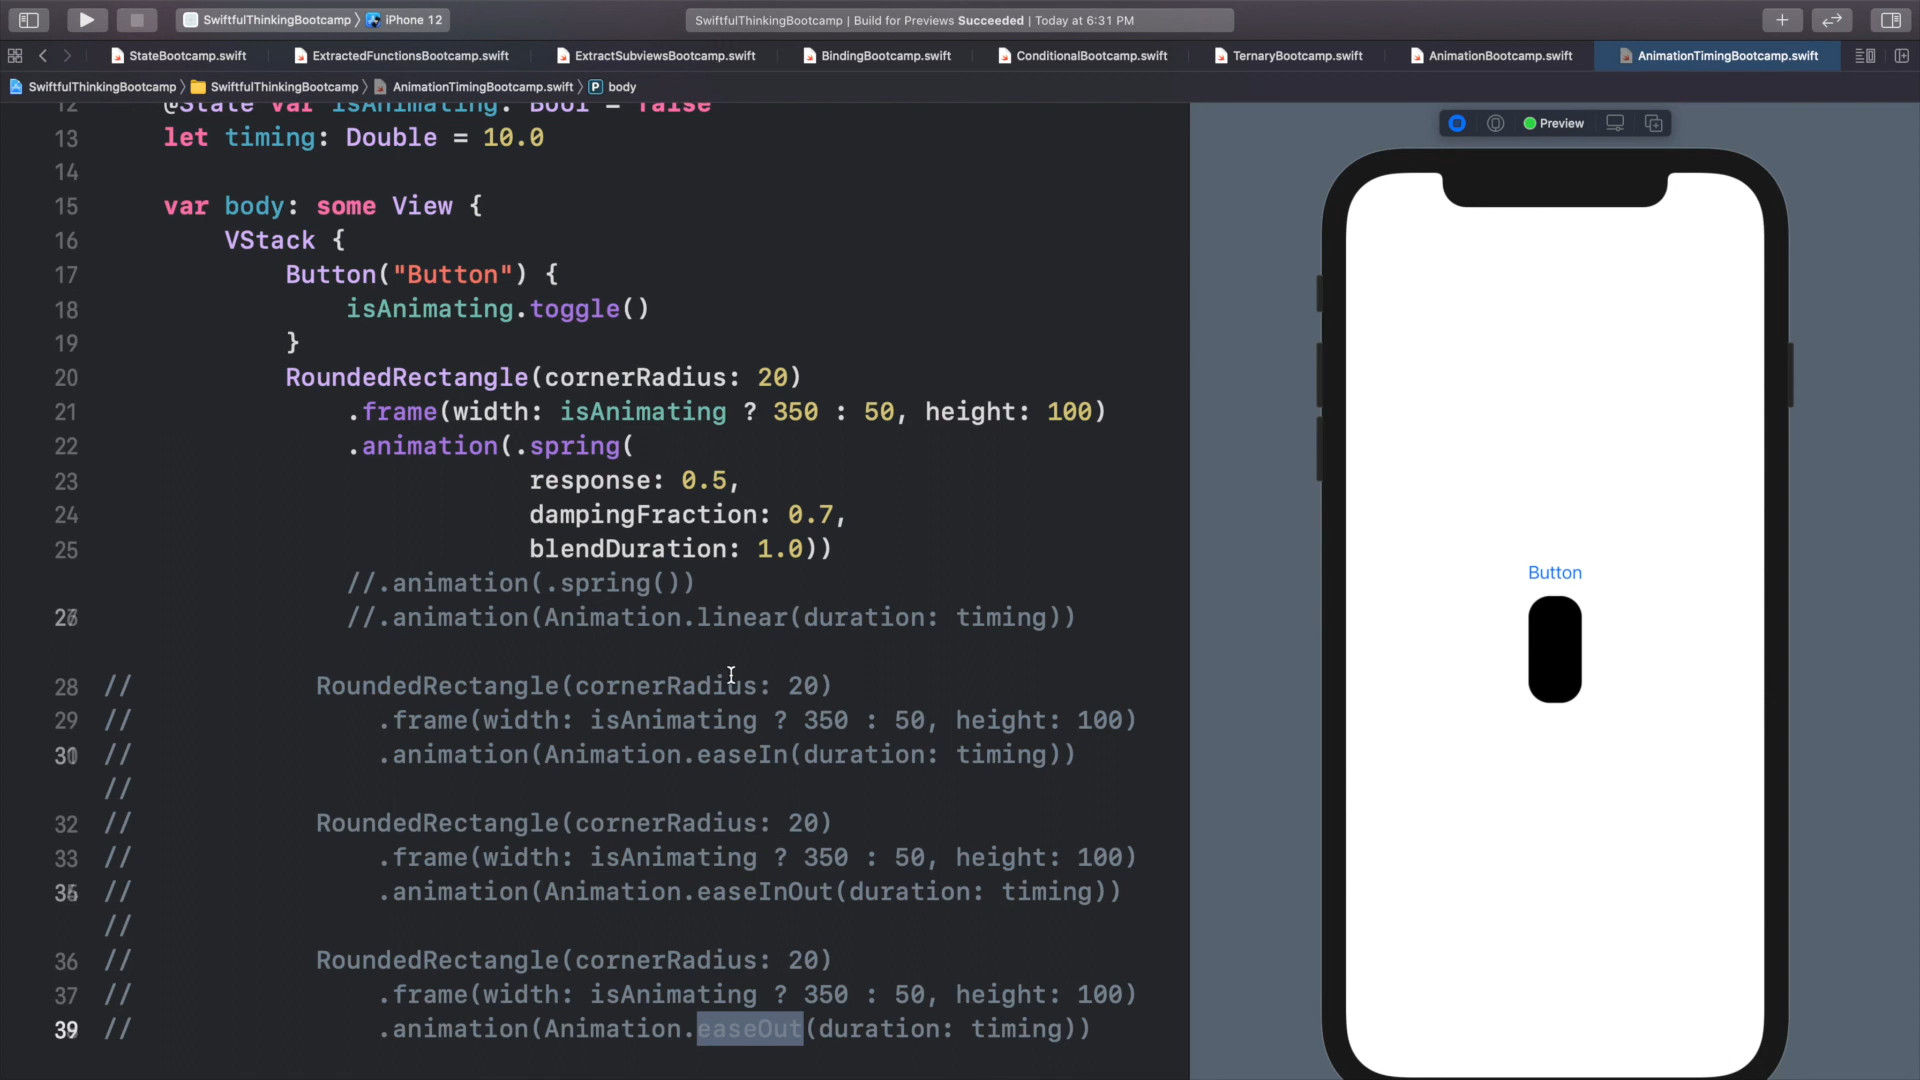 SwiftfulThinkingBootcamp 〉 iPhone 12
SwiftfulThinkingBootcamp | Build for Previews Succeeded | Today at 6:31 PM
StateBootcamp.swift
ExtractedFunctionsBootcamp.swift
ExtractSubviewsBootcamp.swift
BindingBootcamp.swift
ConditionalBootcamp.swift
TernaryBootcamp.swift
AnimationBootcamp.swift
AnimationTimingBootcamp.swift
SwiftfulThinkingBootcamp 〉 SwiftfulThinkingBootcamp 〉 AnimationTimingBootcamp.swift 〉 P body
12 @State var isAnimating: Bool = false
13 let timing: Double = 10.0
14
15 var body: some View {
16 VStack {
17 Button("Button") {
18 isAnimating.toggle()
19 }
20 RoundedRectangle(cornerRadius: 20)
21 .frame(width: isAnimating ? 350 : 50, height: 100)
22 .animation(.spring(
23 response: 0.5,
24 dampingFraction: 0.7,
25 blendDuration: 1.0))
//.animation(.spring())
//.animation(Animation.linear(duration: timing))
28 // RoundedRectangle(cornerRadius: 20)
29 // .frame(width: isAnimating ? 350 : 50, height: 100)
// .animation(Animation.easeIn(duration: timing))
//
32 // RoundedRectangle(cornerRadius: 20)
33 // .frame(width: isAnimating ? 350 : 50, height: 100)
// .animation(Animation.easeInOut(duration: timing))
//
36 // RoundedRectangle(cornerRadius: 20)
37 // .frame(width: isAnimating ? 350 : 50, height: 100)
39 // .animation(Animation.easeOut(duration: timing))
Preview
Button